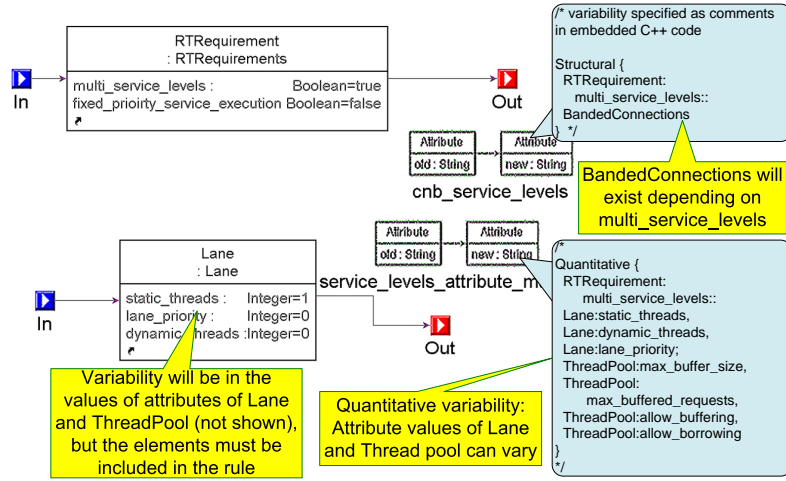 RTRequirement
: RTRequirements
multi_service_levels : Boolean=true
fixed_prioirty_service_execution Boolean=false
In
Out
/* variability specified as comments
in embedded C++ code
Structural {
RTRequirement:
multi_service_levels::
BandedConnections
} */
Attribute
old : String
Attribute
new : String
cnb_service_levels
BandedConnections will
exist depending on
multi_service_levels
Lane
: Lane
static_threads : Integer=1
lane_priority : Integer=0
dynamic_threads :Integer=0
In
Out
Attribute
old : String
Attribute
new : String
service_levels_attribute_m
Variability will be in the
values of attributes of Lane
and ThreadPool (not shown),
but the elements must be
included in the rule
Quantitative variability:
Attribute values of Lane
and Thread pool can vary
/*
Quantitative {
RTRequirement:
multi_service_levels::
Lane:static_threads,
Lane:dynamic_threads,
Lane:lane_priority;
ThreadPool:max_buffer_size,
ThreadPool:
max_buffered_requests,
ThreadPool:allow_buffering,
ThreadPool:allow_borrowing
}
*/